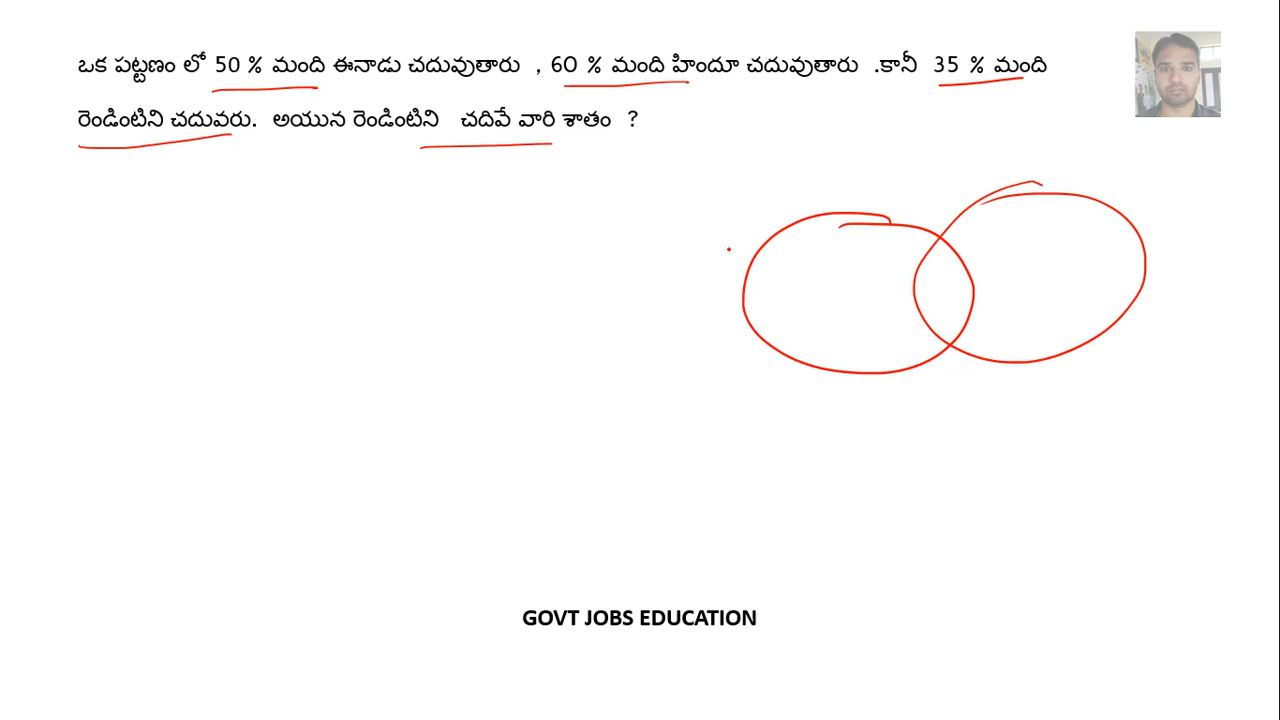 ఒక పట్టణం లో 50 % మంది ఈనాడు చదువుతారు , 60 % మంది హిందూ చదువుతారు .కానీ 35 % మంది
రెండింటిని చదువరు. అయున రెండింటిని చదివే వారి శాతం ?
GOVT JOBS EDUCATION